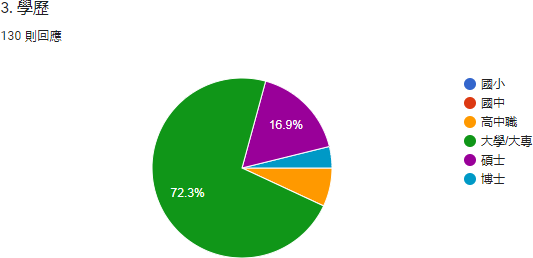 3. 學歷
130 則回應
16.9%
72.3%
國小
國中
高中職
大學/大專
碩士
博士